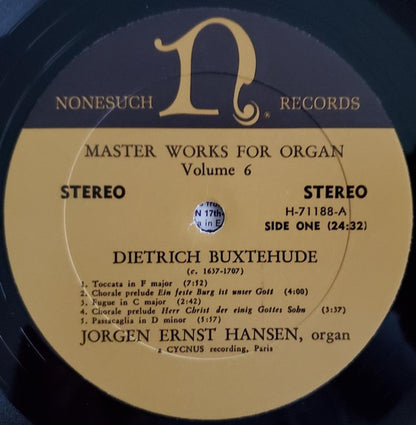 n
NONESUCH RECORDS
MASTER WORKS FOR ORGAN
Volume 6
STEREO STEREO
H-71188-A
SIDE ONE (24:32)
N 17th
a in E
DIETRICH BUXTEHUDE
(c. 1637-1707)
1. Toccata in F major (7:52)
2. Chorale prelude Ein feste Burg ist unser Gott (4:00)
3. Fugue in C major (2:42)
4. Chorale prelude Herr Christ der einig Gottes Sohn (3:37)
5. Passacaglia in D minor (5:57)
JORGEN ERNST HANSEN, organ
a CYCNUS recording, Paris